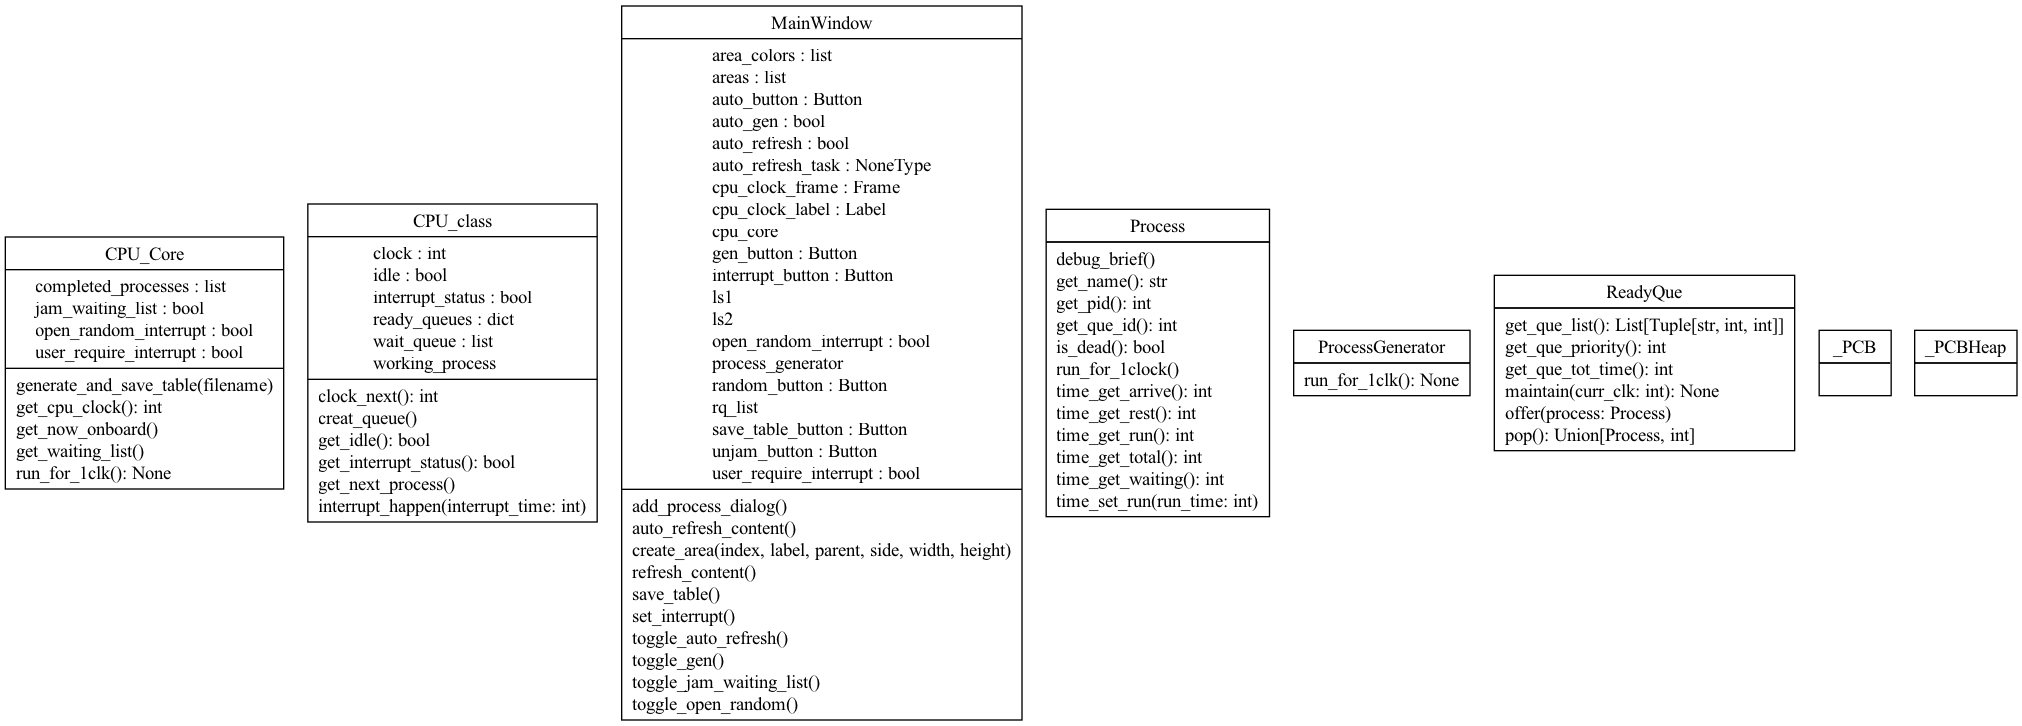 CPU_Core
completed_processes : list
jam_waiting_list : bool
open_random_interrupt : bool
user_require_interrupt : bool
generate_and_save_table(filename)
get_cpu_clock(): int
get_now_onboard()
get_waiting_list()
run_for_1clk(): None
CPU_class
clock : int
idle : bool
interrupt_status : bool
ready_queues : dict
wait_queue : list
working_process
clock_next(): int
creat_queue()
get_idle(): bool
get_interrupt_status(): bool
get_next_process()
interrupt_happen(interrupt_time: int)
MainWindow
area_colors : list
areas : list
auto_button : Button
auto_gen : bool
auto_refresh : bool
auto_refresh_task : NoneType
cpu_clock_frame : Frame
cpu_clock_label : Label
cpu_core
gen_button : Button
interrupt_button : Button
ls1
ls2
open_random_interrupt : bool
process_generator
random_button : Button
rq_list
save_table_button : Button
unjam_button : Button
user_require_interrupt : bool
add_process_dialog()
auto_refresh_content()
create_area(index, label, parent, side, width, height)
refresh_content()
save_table()
set_interrupt()
toggle_auto_refresh()
toggle_gen()
toggle_jam_waiting_list()
toggle_open_random()
Process
debug_brief()
get_name(): str
get_pid(): int
get_que_id(): int
is_dead(): bool
run_for_1clock()
time_get_arrive(): int
time_get_rest(): int
time_get_run(): int
time_get_total(): int
time_get_waiting(): int
time_set_run(run_time: int)
ProcessGenerator
run_for_1clk(): None
ReadyQue
get_que_list(): List[Tuple[str, int, int]]
get_que_priority(): int
get_que_tot_time(): int
maintain(curr_clk: int): None
offer(process: Process)
pop(): Union[Process, int]
_PCB
_PCBHeap